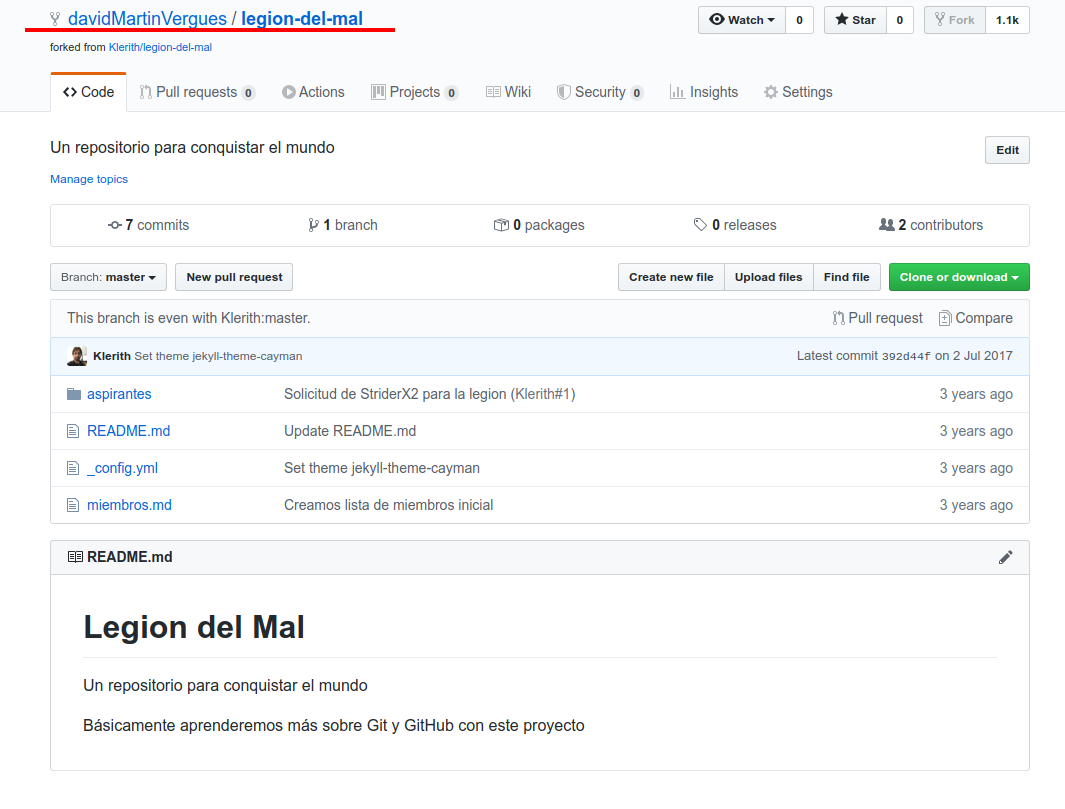 davidMartinVergues / legion-del-mal
Watch 0 Star 0 Fork 1.1k
forked from Klerith/legion-del-mal
Code Pull requests 0 Actions Projects 0 Wiki Security 0 Insights Settings
Un repositorio para conquistar el mundo
Edit
Manage topics
7 commits 1 branch 0 packages 0 releases 2 contributors
Branch: master New pull request Create new file Upload files Find file Clone or download
This branch is even with Klerith:master. Pull request Compare
Klerith Set theme jekyll-theme-cayman Latest commit 392d44f on 2 Jul 2017
aspirantes Solicitud de StriderX2 para la legion (Klerith#1) 3 years ago
README.md Update README.md 3 years ago
_config.yml Set theme jekyll-theme-cayman 3 years ago
miembros.md Creamos lista de miembros inicial 3 years ago
README.md
Legion del Mal
Un repositorio para conquistar el mundo
Básicamente aprenderemos más sobre Git y GitHub con este proyecto